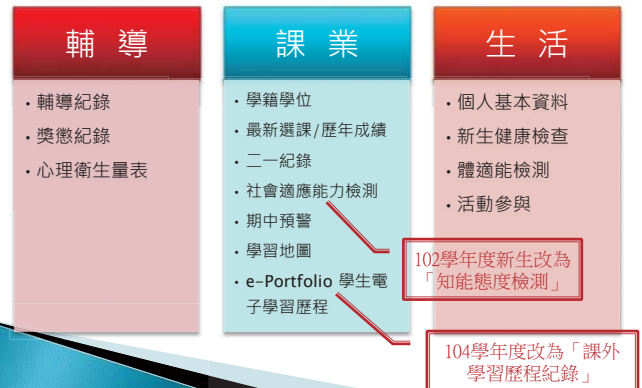 輔 導
・輔導紀錄
・獎懲紀錄
・心理衛生量表
課 業
・學籍學位
・最新選課/歷年成績
・二一紀錄
・社會適應能力檢測
・期中預警
・學習地圖
・e-Portfolio 學生電
子學習歷程
生 活
・個人基本資料
・新生健康檢查
・體適能檢測
・活動參與
102學年度新生改為
「知能態度檢測」
104學年度改為「課外
學習歷程紀錄」